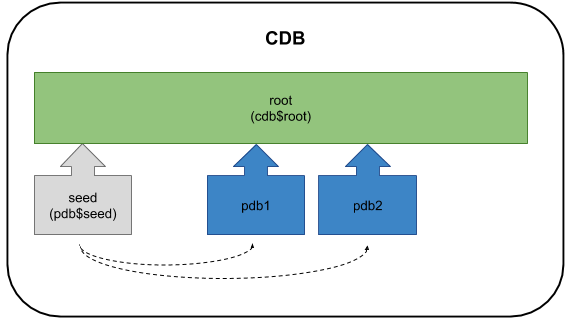 CDB
root
(cdb$root)
seed
(pdb$seed)
pdb1
pdb2